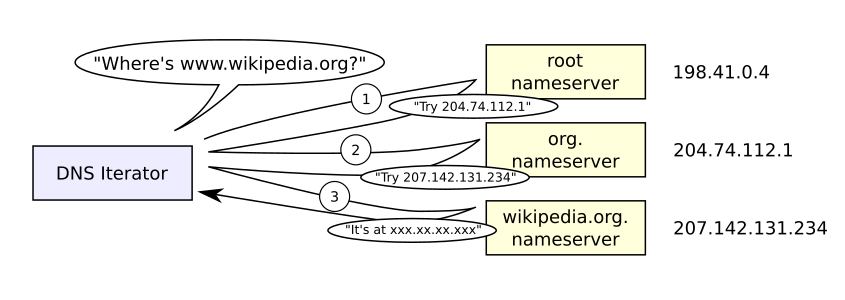 "Where's www.wikipedia.org?"
DNS Iterator
1
2
3
"Try 204.74.112.1"
"Try 207.142.131.234"
"It's at xxx.xx.xx.xxx"
root
nameserver
198.41.0.4
org.
nameserver
204.74.112.1
wikipedia.org.
nameserver
207.142.131.234